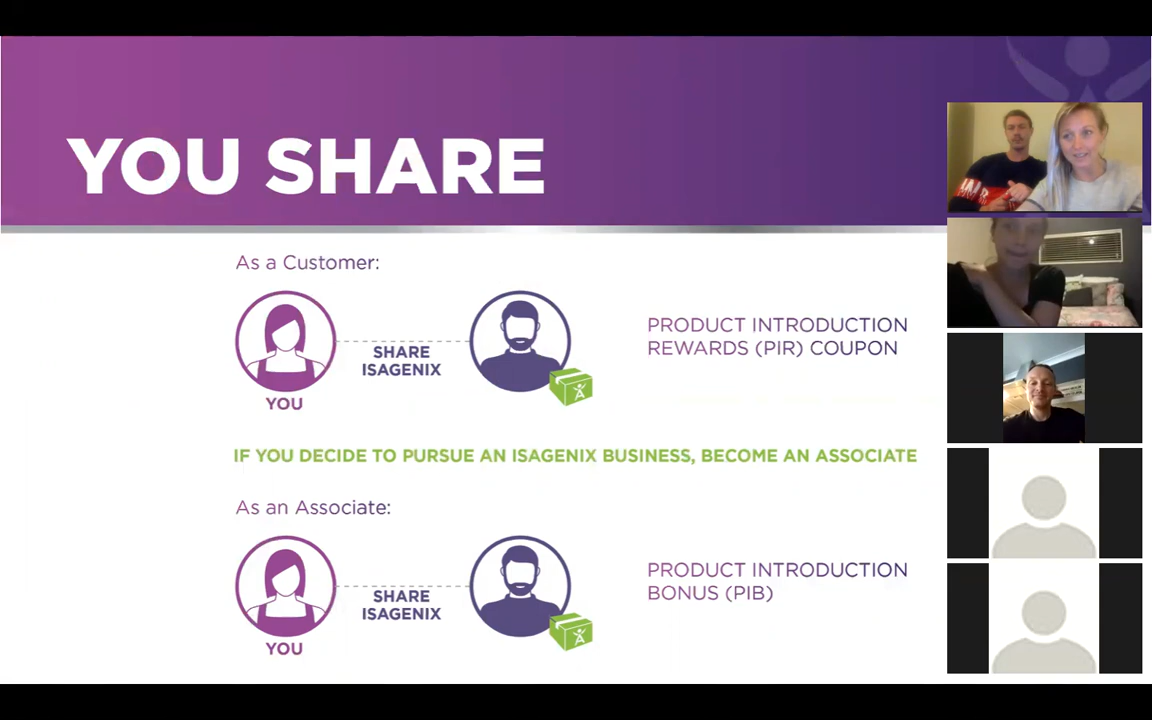 YOU SHARE
As a Customer:
SHARE
ISAGENIX
YOU
PRODUCT INTRODUCTION
REWARDS (PIR) COUPON
IF YOU DECIDE TO PURSUE AN ISAGENIX BUSINESS, BECOME AN ASSOCIATE
As an Associate:
SHARE
ISAGENIX
YOU
PRODUCT INTRODUCTION
BONUS (PIB)